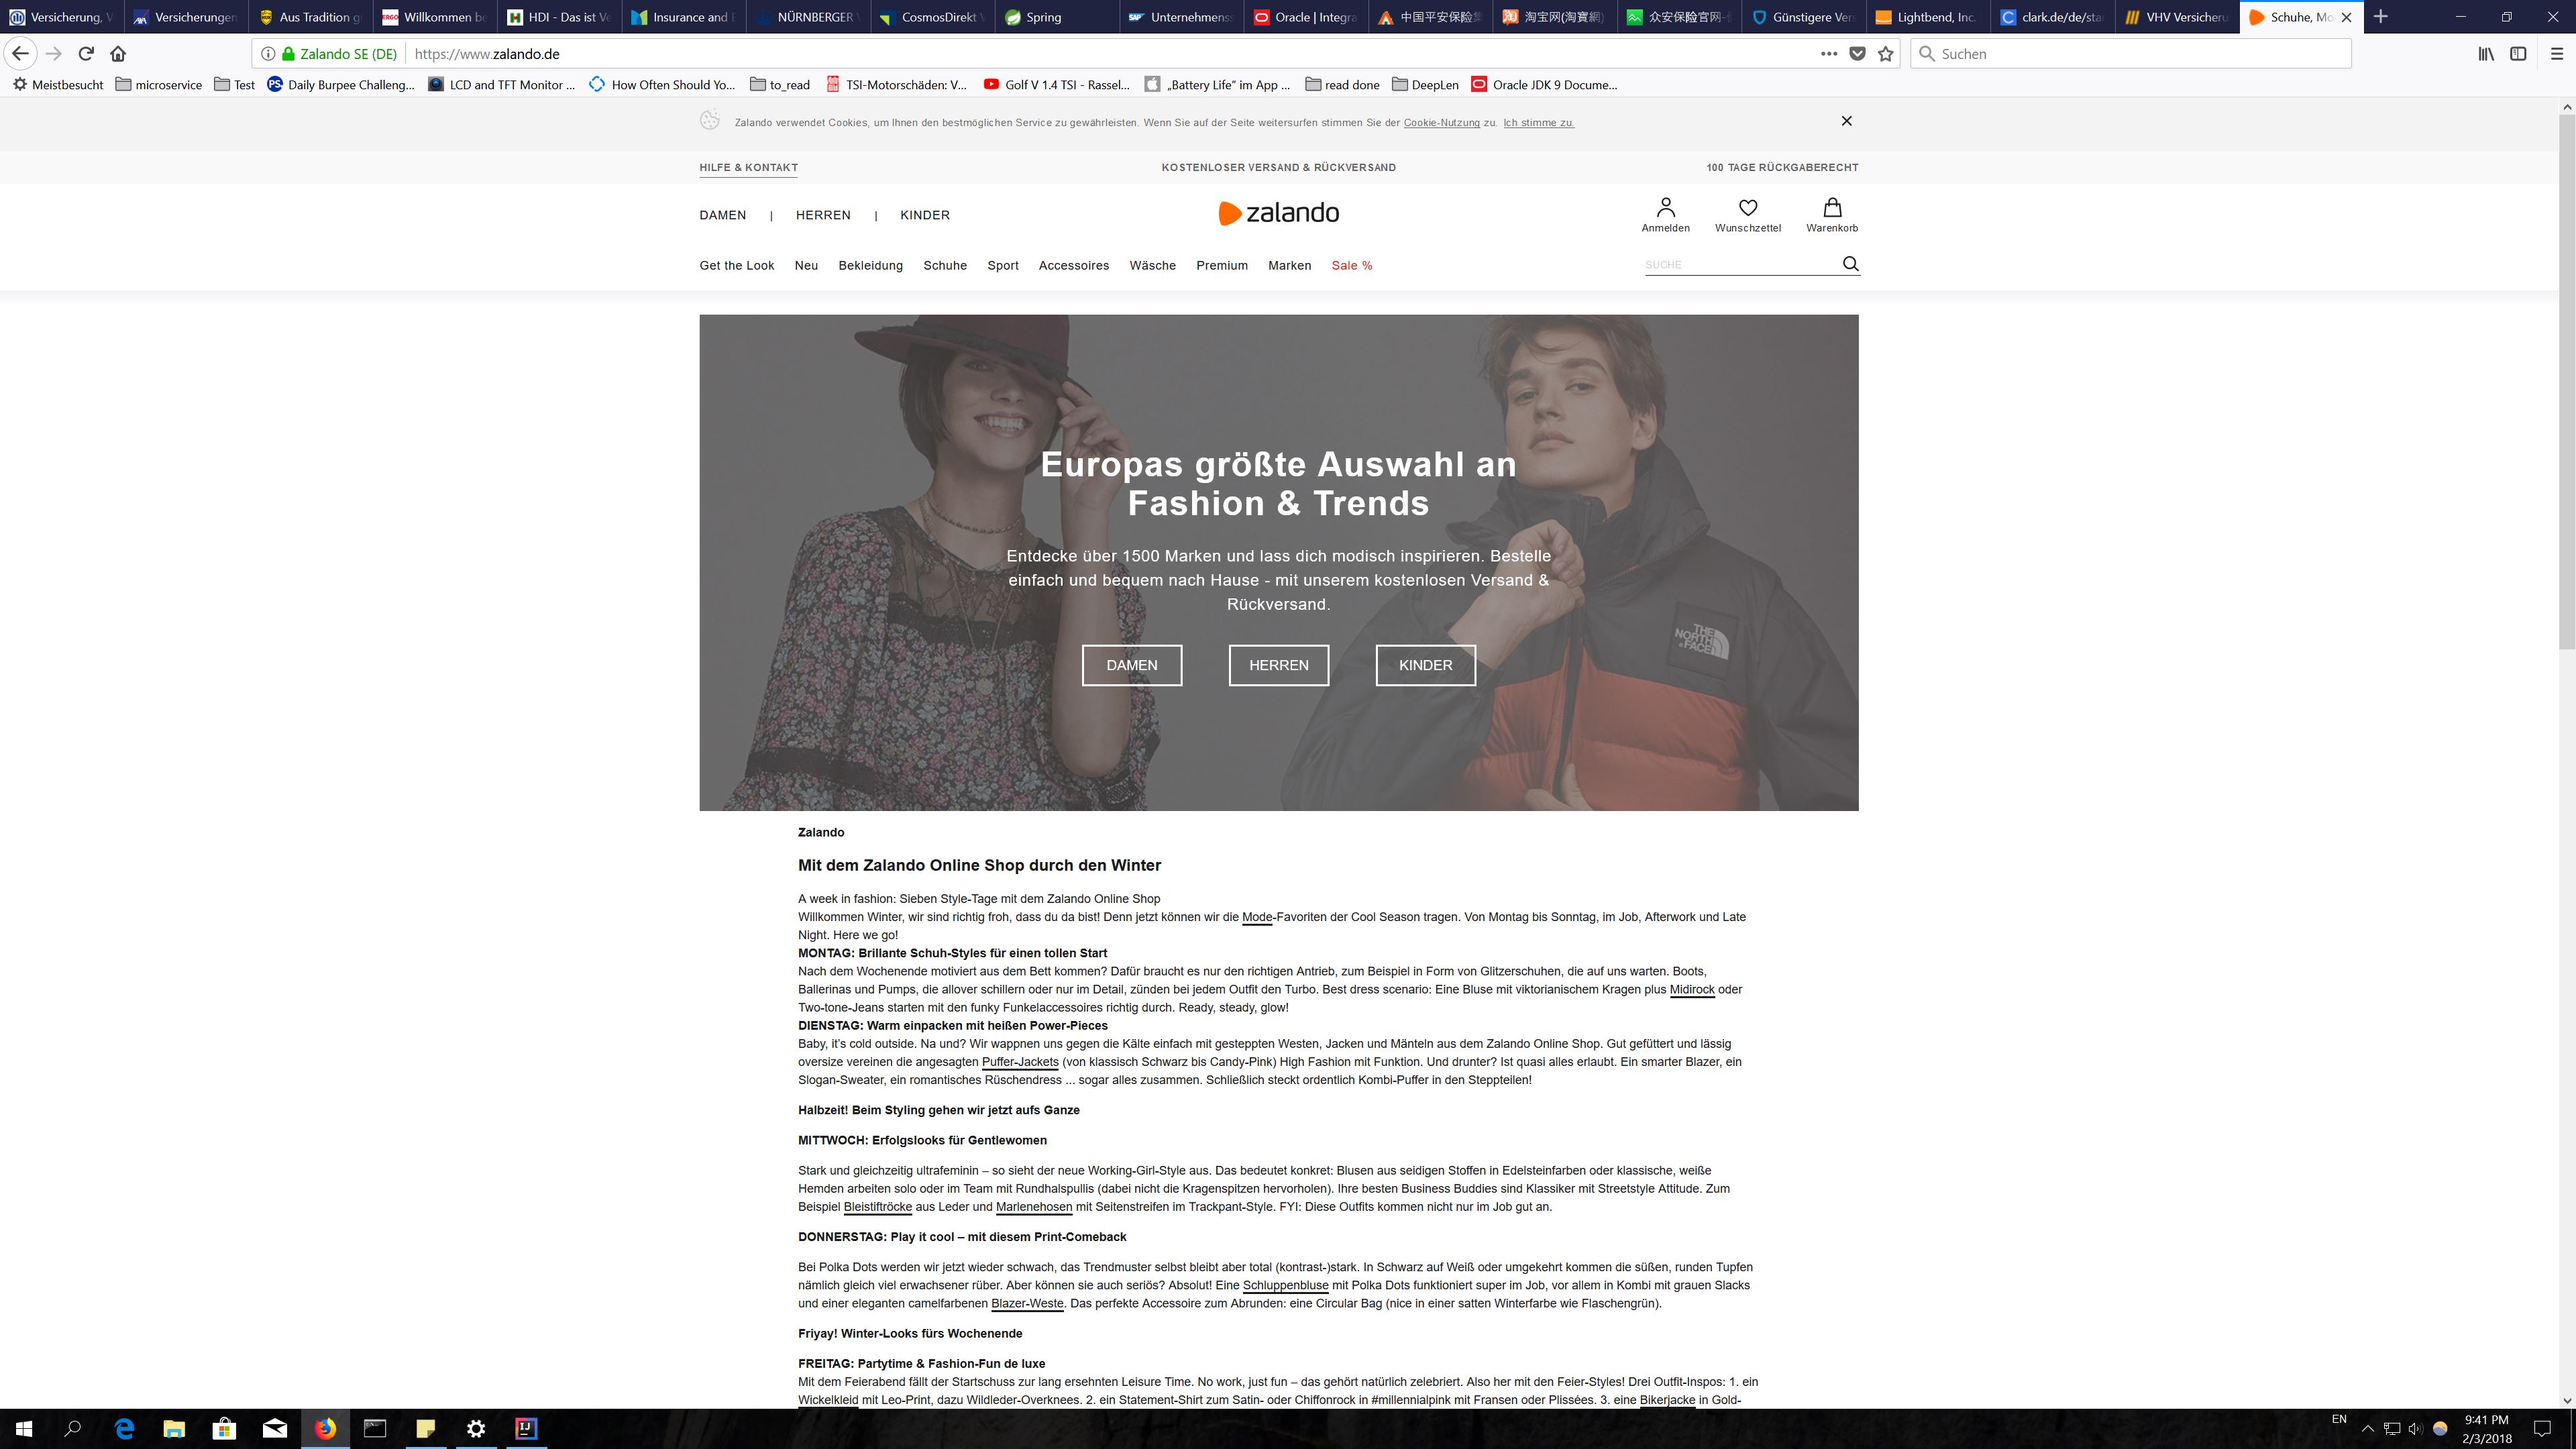 Versicherung, V
Versicherungen
Aus Tradition g
ERGO Willkommen be
HDI - Das ist Ve
Insurance and
NÜRNBERGER
CosmosDirekt
Spring
SAP Unternehmenss
Oracle | Integra
中国平安保险集
淘宝网(淘寶網)
众安保险官网-
Günstigere Ver
Lightbend, Inc.
clark.de/de/sta
VHV Versicheru
Schuhe, Mo
Zalando SE (DE) https://www.zalando.de
Suchen
Meistbesucht microservice Test Daily Burpee Challeng... LCD and TFT Monitor ... How Often Should Yo... to_read TSI-Motorschäden: V... Golf V 1.4 TSI - Rassel... „Battery Life“ im App ... read done DeepLen Oracle JDK 9 Docume...
Zalando verwendet Cookies, um Ihnen den bestmöglichen Service zu gewährleisten. Wenn Sie auf der Seite weitersurfen stimmen Sie der Cookie-Nutzung zu. Ich stimme zu.
HILFE & KONTAKT KOSTENLOSER VERSAND & RÜCKVERSAND 100 TAGE RÜCKGABERECHT
DAMEN | HERREN | KINDER
zalando
Anmelden Wunschzettel Warenkorb
Get the Look Neu Bekleidung Schuhe Sport Accessoires Wäsche Premium Marken Sale %
SUCHE
Europas größte Auswahl an
Fashion & Trends
Entdecke über 1500 Marken und lass dich modisch inspirieren. Bestelle
einfach und bequem nach Hause - mit unserem kostenlosen Versand &
Rückversand.
DAMEN HERREN KINDER
THE
NORTH
FACE
Zalando
Mit dem Zalando Online Shop durch den Winter
A week in fashion: Sieben Style-Tage mit dem Zalando Online Shop
Willkommen Winter, wir sind richtig froh, dass du da bist! Denn jetzt können wir die Mode-Favoriten der Cool Season tragen. Von Montag bis Sonntag, im Job, Afterwork und Late
Night. Here we go!
MONTAG: Brillante Schuh-Styles für einen tollen Start
Nach dem Wochenende motiviert aus dem Bett kommen? Dafür braucht es nur den richtigen Antrieb, zum Beispiel in Form von Glitzerschuhen, die auf uns warten. Boots,
Ballerinas und Pumps, die allover schillern oder nur im Detail, zünden bei jedem Outfit den Turbo. Best dress scenario: Eine Bluse mit viktorianischem Kragen plus Midirock oder
Two-tone-Jeans starten mit den funky Funkelaccessoires richtig durch. Ready, steady, glow!
DIENSTAG: Warm einpacken mit heißen Power-Pieces
Baby, it's cold outside. Na und? Wir wappnen uns gegen die Kälte einfach mit gesteppten Westen, Jacken und Mänteln aus dem Zalando Online Shop. Gut gefüttert und lässig
oversize vereinen die angesagten Puffer-Jackets (von klassisch Schwarz bis Candy-Pink) High Fashion mit Funktion. Und drunter? Ist quasi alles erlaubt. Ein smarter Blazer, ein
Slogan-Sweater, ein romantisches Rüschendress ... sogar alles zusammen. Schließlich steckt ordentlich Kombi-Puffer in den Steppteilen!
Halbzeit! Beim Styling gehen wir jetzt aufs Ganze
MITTWOCH: Erfolgslooks für Gentlewomen
Stark und gleichzeitig ultrafeminin – so sieht der neue Working-Girl-Style aus. Das bedeutet konkret: Blusen aus seidigen Stoffen in Edelsteinfarben oder klassische, weiße
Hemden arbeiten solo oder im Team mit Rundhalspullis (dabei nicht die Kragenspitzen hervorholen). Ihre besten Business Buddies sind Klassiker mit Streetstyle Attitude. Zum
Beispiel Bleistiftröcke aus Leder und Marlenehosen mit Seitenstreifen im Trackpant-Style. FYI: Diese Outfits kommen nicht nur im Job gut an.
DONNERSTAG: Play it cool – mit diesem Print-Comeback
Bei Polka Dots werden wir jetzt wieder schwach, das Trendmuster selbst bleibt aber total (kontrast-)stark. In Schwarz auf Weiß oder umgekehrt kommen die süßen, runden Tupfen
nämlich gleich viel erwachsener rüber. Aber können sie auch seriös? Absolut! Eine Schluppenbluse mit Polka Dots funktioniert super im Job, vor allem in Kombi mit grauen Slacks
und einer eleganten camelfarbenen Blazer-Weste. Das perfekte Accessoire zum Abrunden: eine Circular Bag (nice in einer satten Winterfarbe wie Flaschengrün).
Friyay! Winter-Looks fürs Wochenende
FREITAG: Partytime & Fashion-Fun de luxe
Mit dem Feierabend fällt der Startschuss zur lang ersehnten Leisure Time. No work, just fun – das gehört natürlich zelebriert. Also her mit den Feier-Styles! Drei Outfit-Inspos: 1. ein
Wickelkleid mit Leo-Print, dazu Wildleder-Overknees. 2. ein Statement-Shirt zum Satin- oder Chiffonrock in #millennialpink mit Fransen oder Plissées. 3. eine Bikerjacke in Gold-
EN
9:41 PM
2/3/2018